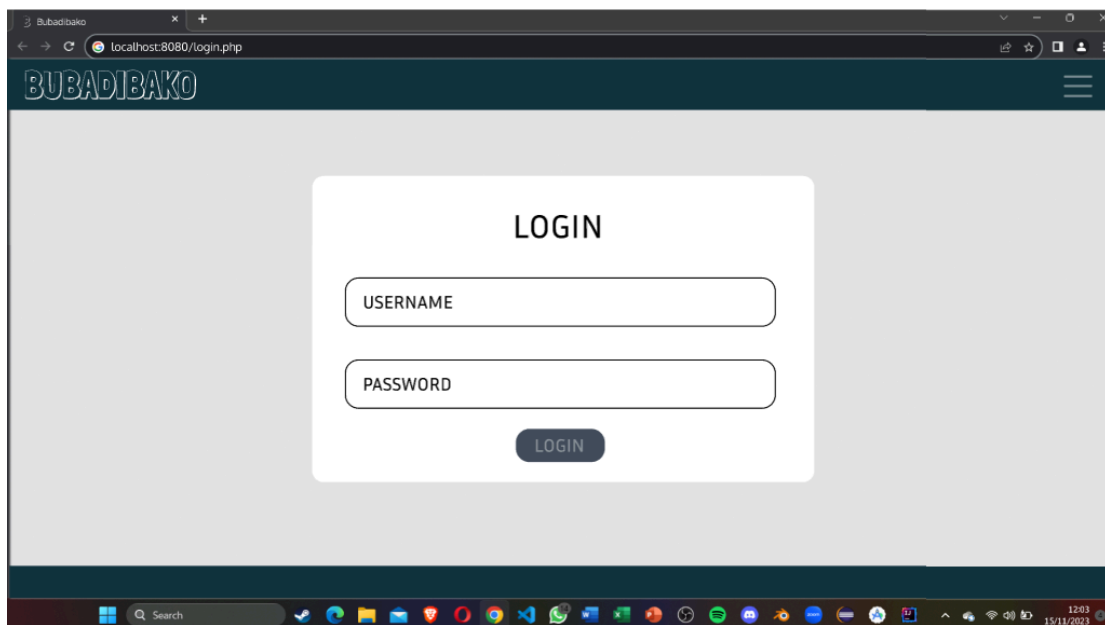 Bubadibako
localhost:8080/login.php
BUBADIBAKO
LOGIN
USERNAME
PASSWORD
LOGIN
Search
12:03
15/11/2023